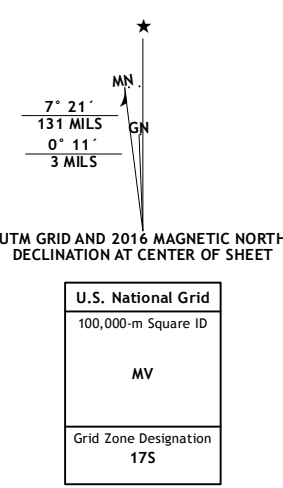 MN
7° 21´
131 MILS
GN
0° 11´
3 MILS
UTM GRID AND 2016 MAGNETIC NORTH
DECLINATION AT CENTER OF SHEET
U.S. National Grid
100,000-m Square ID
MV
Grid Zone Designation
17S